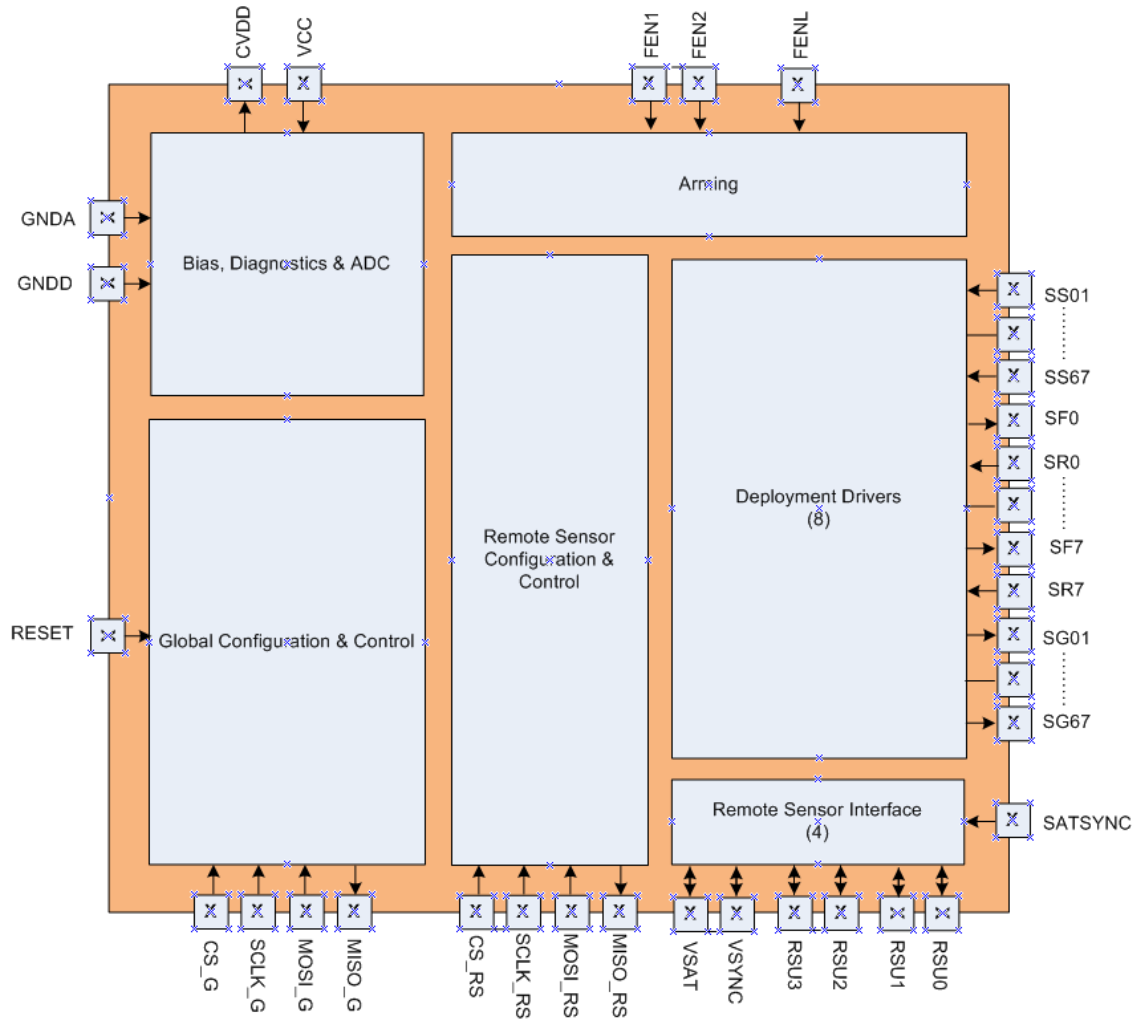 CVDD
VCC
FEN1
FEN2
FENL
GNDA
GNDD
Bias, Diagnostics & ADC
Arming
SS01
SS67
SF0
SR0
SF7
SR7
SG01
SG67
Deployment Drivers
(8)
Remote Sensor
Configuration &
Control
RESET
Global Configuration & Control
Remote Sensor Interface
(4)
SATSYNC
CS_G
SCLK_G
MOSI_G
MISO_G
CS_RS
SCLK_RS
MOSI_RS
MISO_RS
VSAT
VSYNC
RSU3
RSU2
RSU1
RSU0